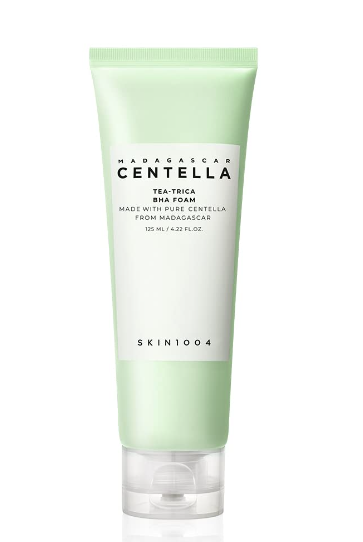 MADAGASCAR
CENTELLA
TEA-TRICA
BHA FOAM
MADE WITH PURE CENTELLA
FROM MADAGASCAR
125 ML / 4.22 FL.OZ.
SKIN1004